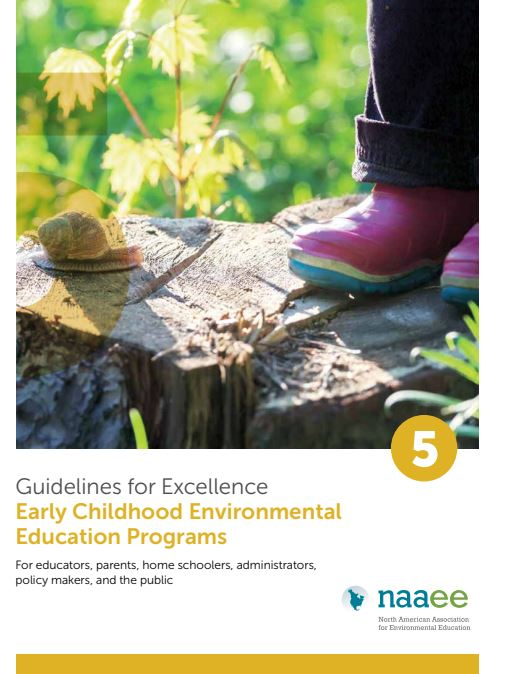 5
Guidelines for Excellence
Early Childhood Environmental
Education Programs
For educators, parents, home schoolers, administrators,
policy makers, and the public
naaee
North American Association
for Environmental Education